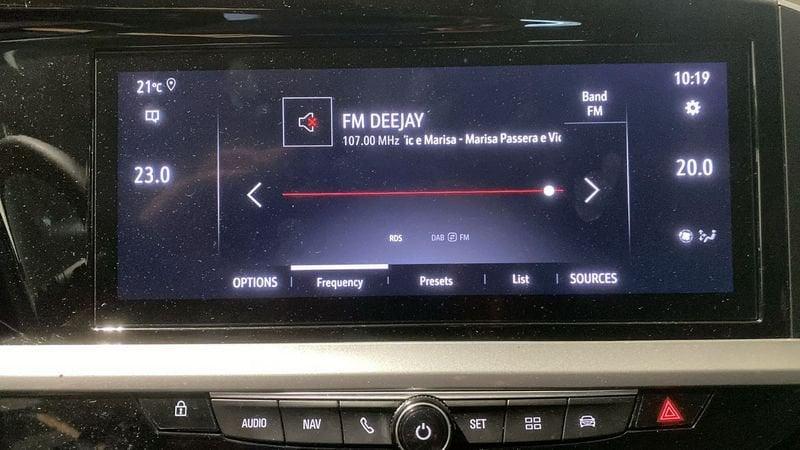 21°C
10:19
Band
FM
FM DEEJAY
107.00 MHz 'ic e Marisa - Marisa Passera e Vic
23.0
20.0
RDS
DAB FM
OPTIONS
Frequency
Presets
List
SOURCES
AUDIO
NAV
SET